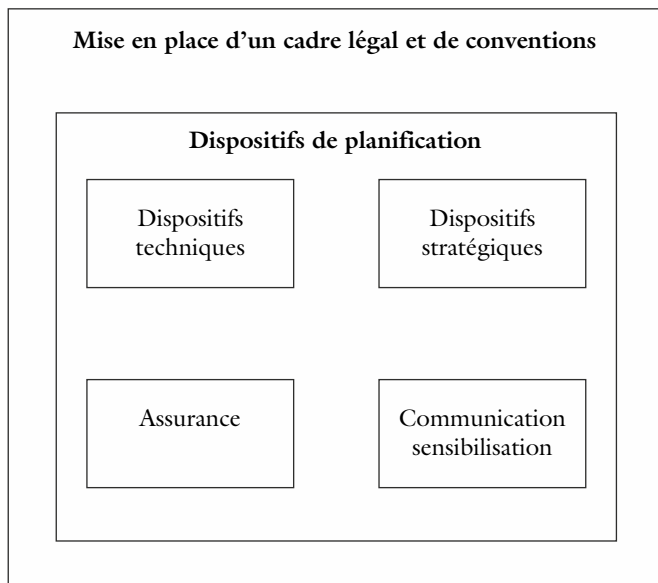 Mise en place d’un cadre légal et de conventions
Dispositifs de planification
Dispositifs
techniques
Dispositifs
stratégiques
Assurance
Communication
sensibilisation